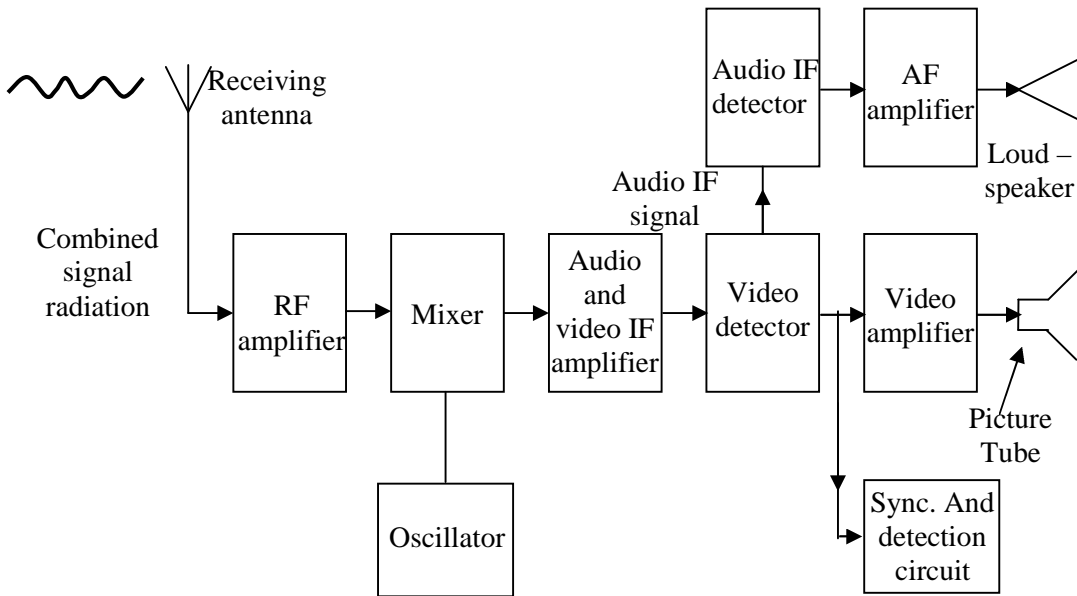 Receiving
antenna
Audio IF
detector
AF
amplifier
Loud –
speaker
Audio IF
signal
Combined
signal
radiation
RF
amplifier
Mixer
Audio
and
video IF
amplifier
Video
detector
Video
amplifier
Picture
Tube
Oscillator
Sync. And
detection
circuit